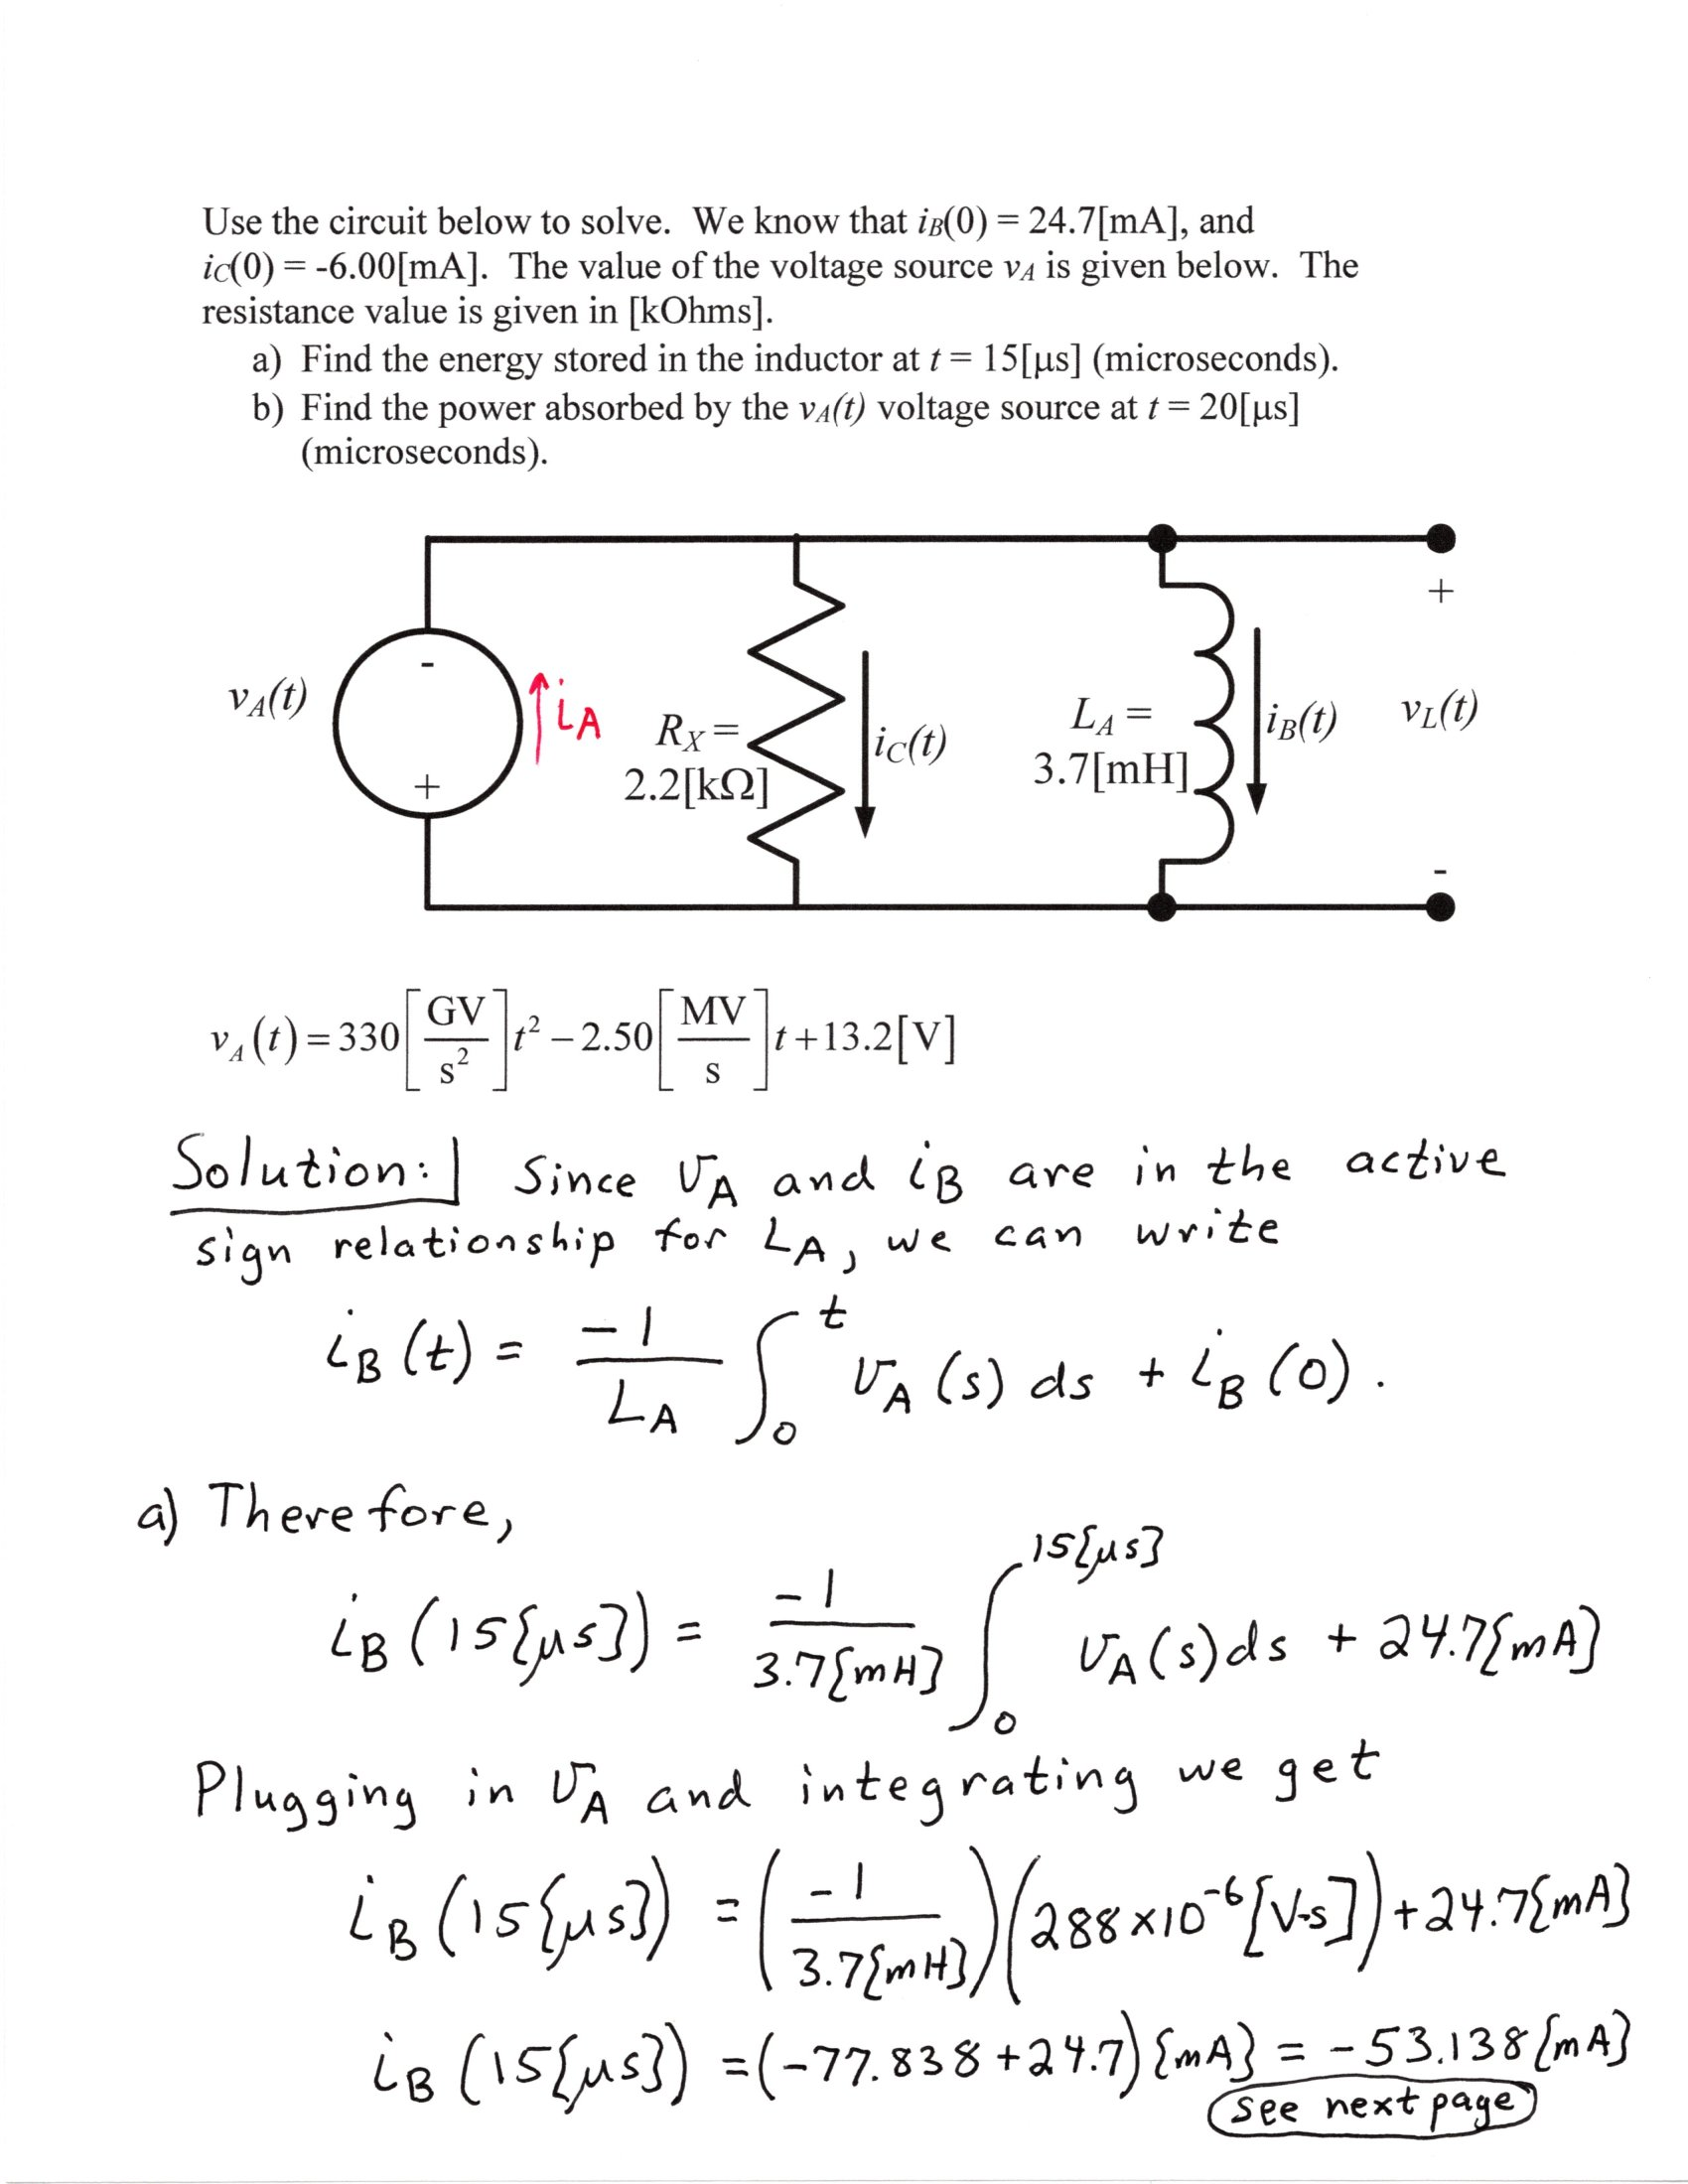 Use the circuit below to solve. We know that iB(0) = 24.7[mA], and
iC(0) = -6.00[mA]. The value of the voltage source vA is given below. The
resistance value is given in [kOhms].
a) Find the energy stored in the inductor at t = 15[μs] (microseconds).
b) Find the power absorbed by the vA(t) voltage source at t = 20[μs]
(microseconds).
vA(t)
-
+
iA
RX =
2.2[kΩ]
iC(t)
LA =
3.7[mH]
iB(t)
+
vL(t)
-
vA(t) = 330[GV/s²]t² – 2.50[MV/s]t + 13.2[V]
Solution: Since vA and iB are in the active
sign relationship for LA, we can write
iB(t) = -1/LA ∫₀ᵗ vA(s) ds + iB(0).
a) Therefore,
iB(15[μs]) = -1/3.7[mH] ∫₀^15[μs] vA(s)ds + 24.7[mA]
Plugging in vA and integrating we get
iB(15[μs]) = (-1/3.7[mH])(288×10⁻⁶[V-s]) + 24.7[mA]
iB(15[μs]) = (-77.838 + 24.7)[mA] = -53.138[mA]
see next page